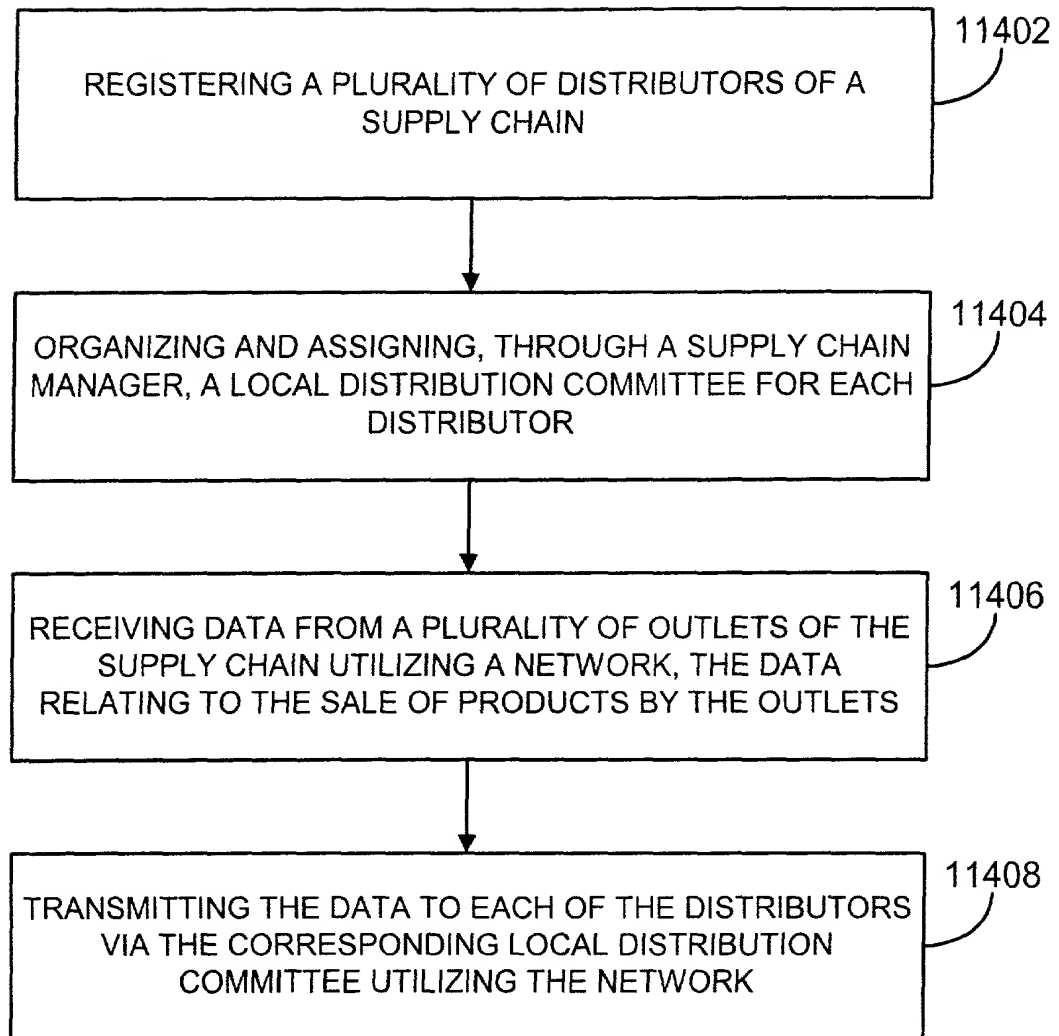 11402
REGISTERING A PLURALITY OF DISTRIBUTORS OF A
SUPPLY CHAIN
11404
ORGANIZING AND ASSIGNING, THROUGH A SUPPLY CHAIN
MANAGER, A LOCAL DISTRIBUTION COMMITTEE FOR EACH
DISTRIBUTOR
11406
RECEIVING DATA FROM A PLURALITY OF OUTLETS OF THE
SUPPLY CHAIN UTILIZING A NETWORK, THE DATA
RELATING TO THE SALE OF PRODUCTS BY THE OUTLETS
11408
TRANSMITTING THE DATA TO EACH OF THE DISTRIBUTORS
VIA THE CORRESPONDING LOCAL DISTRIBUTION
COMMITTEE UTILIZING THE NETWORK